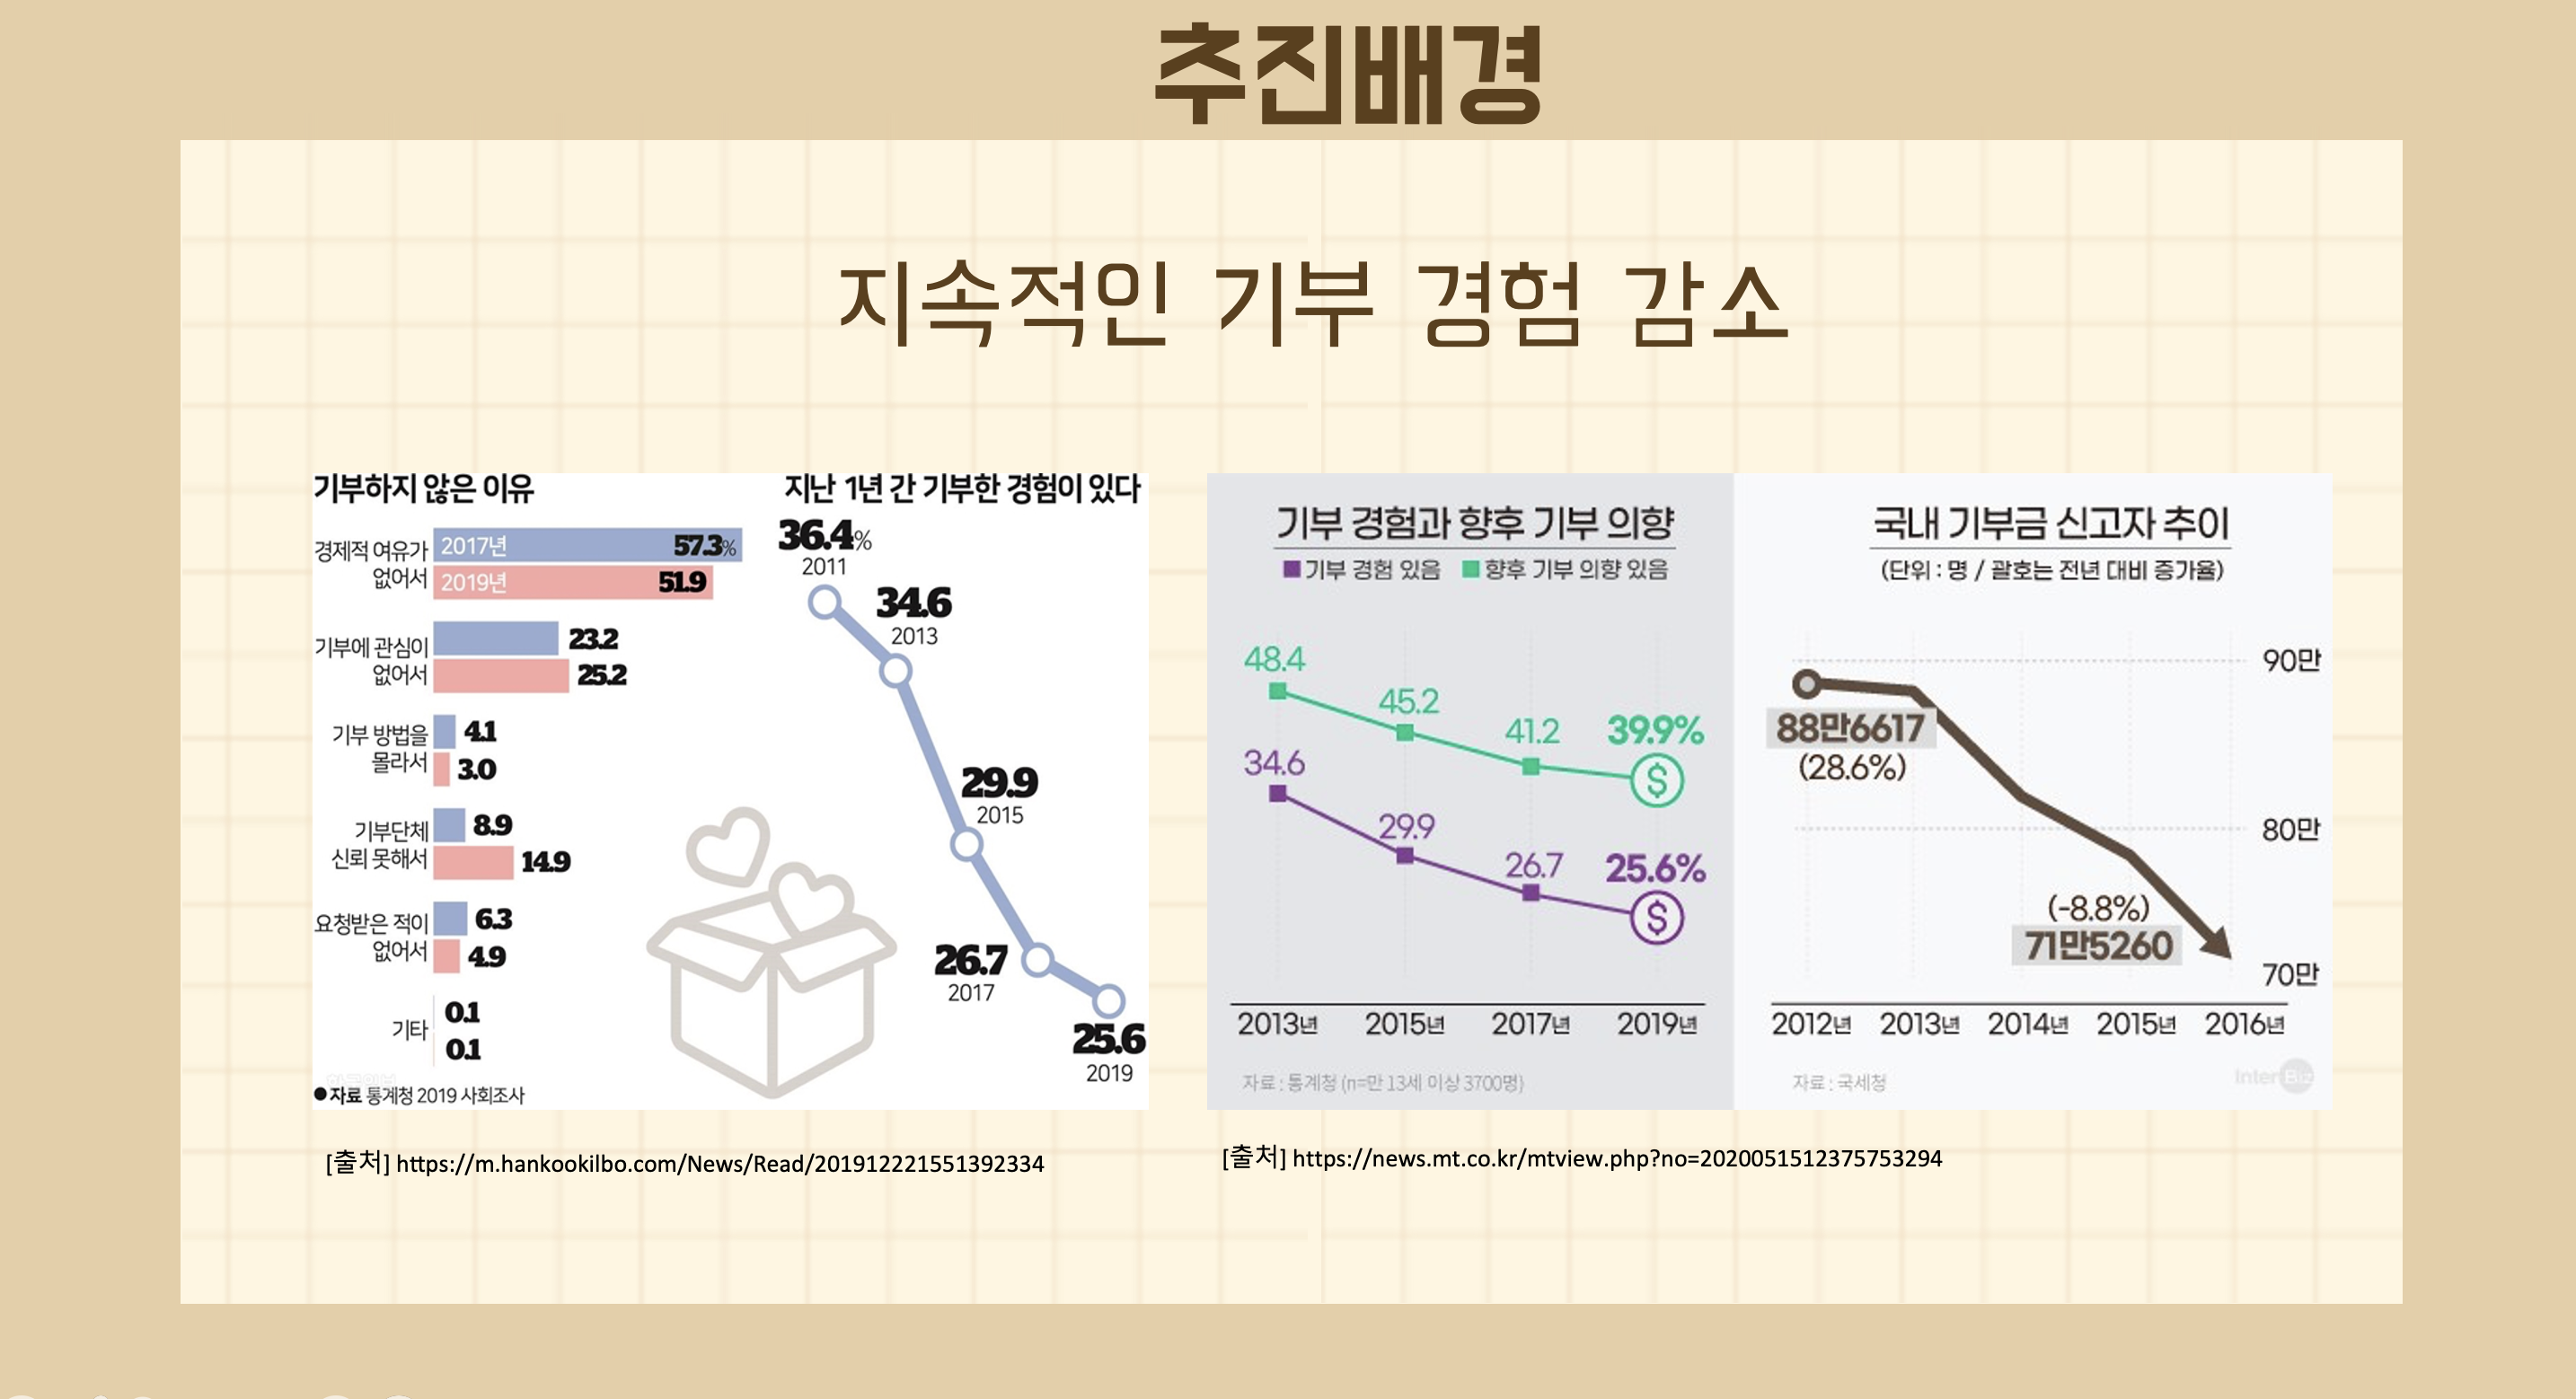 추진배경
지속적인 기부 경험 감소
기부하지 않은 이유
경제적 여유가
없어서
2017년 57.3%
2019년 51.9
기부에 관심이
없어서
23.2
25.2
기부 방법을
몰라서
4.1
3.0
기부단체
신뢰 못해서
8.9
14.9
요청받은 적이
없어서
6.3
4.9
기타
0.1
0.1
●자료 통계청 2019 사회조사
지난 1년 간 기부한 경험이 있다
36.4%
2011
34.6
2013
29.9
2015
26.7
2017
25.6
2019
[출처] https://m.hankookilbo.com/News/Read/201912221551392334
기부 경험과 향후 기부 의향
기부 경험 있음 향후 기부 의향 있음
48.4
45.2
41.2
39.9%
$
34.6
29.9
26.7
25.6%
$
2013년 2015년 2017년 2019년
자료 : 통계청 (n=만 13세 이상 3700명)
국내 기부금 신고자 추이
(단위 : 명 / 괄호는 전년 대비 증가율)
90만
88만6617
(28.6%)
80만
(-8.8%)
71만5260
70만
2012년 2013년 2014년 2015년 2016년
자료 : 국세청
InterBiz
[출처] https://news.mt.co.kr/mtview.php?no=2020051512375753294